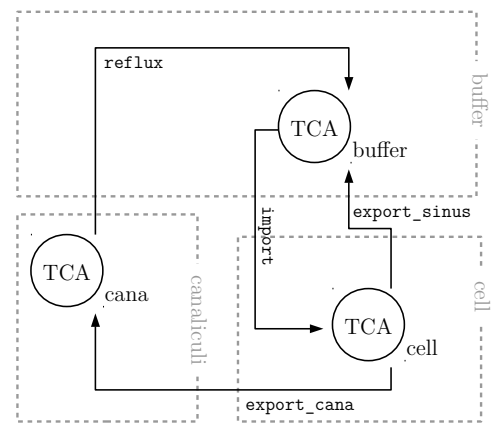 reflux
TCA
buffer
buffer
export_sinus
import
TCA
cana
canaliculi
TCA
cell
cell
export_cana